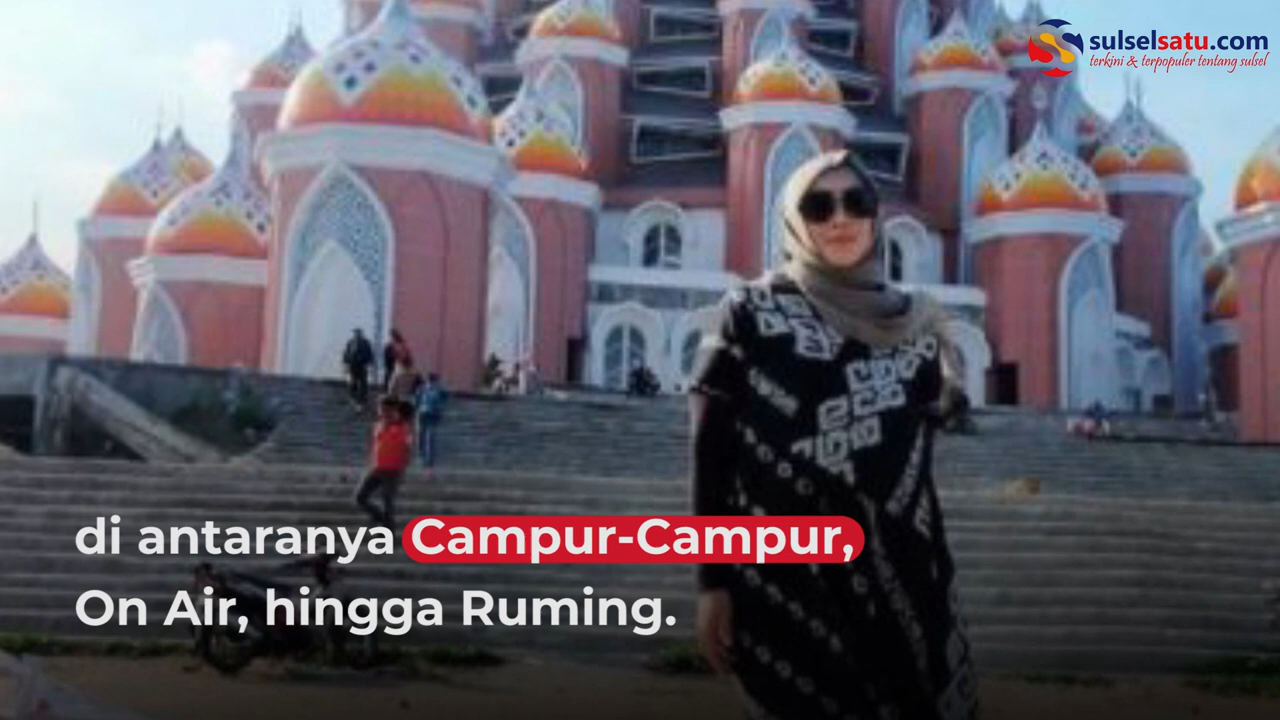 sulselsatu.com
terkini & terpopuler tentang sulsel
di antaranya Campur-Campur,
On Air, hingga Ruming.